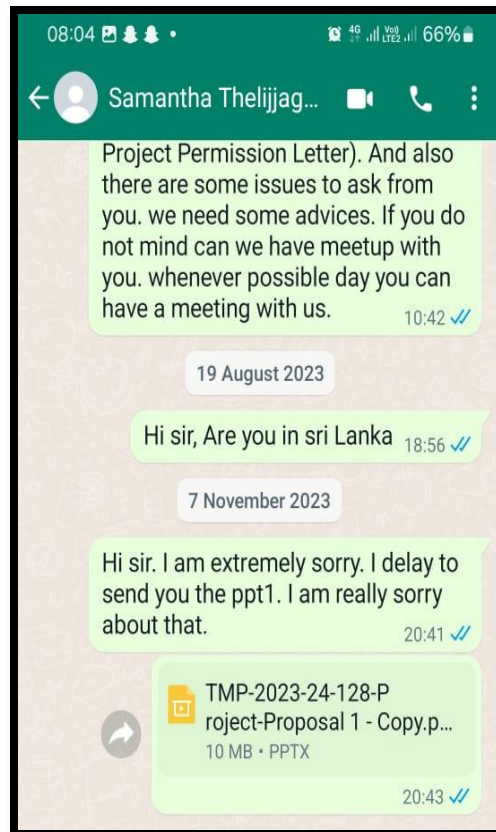 08:04
4G Vo) LTE2 66%
Samantha Thelijjag...
Project Permission Letter). And also
there are some issues to ask from
you. we need some advices. If you do
not mind can we have meetup with
you. whenever possible day you can
have a meeting with us.
10:42
19 August 2023
Hi sir, Are you in sri Lanka 18:56
7 November 2023
Hi sir. I am extremely sorry. I delay to
send you the ppt1. I am really sorry
about that.
20:41
TMP-2023-24-128-P
roject-Proposal 1 - Copy.p...
10 MB • PPTX
20:43